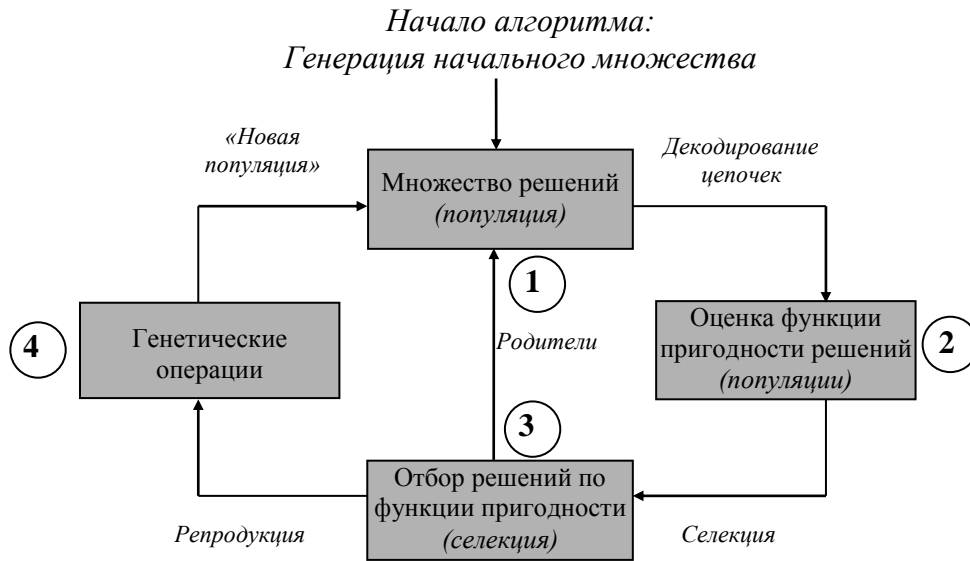 Начало алгоритма:
Генерация начального множества
«Новая
популяция»
Декодирование
цепочек
Множество решений
(популяция)
1
Родители
4
Генетические
операции
Оценка функции
пригодности решений
(популяции)
2
3
Отбор решений по
функции пригодности
(селекция)
Репродукция
Селекция